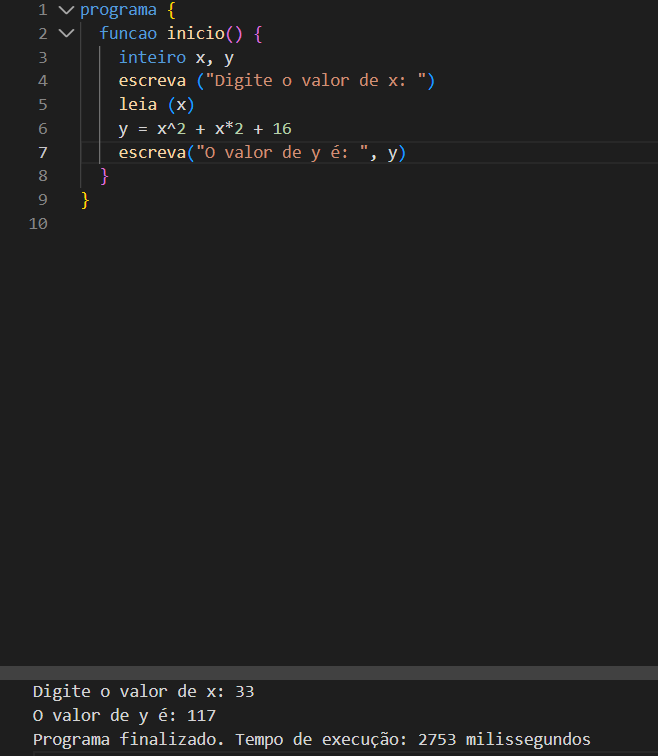 1 programa {
2 funcao inicio() {
3 inteiro x, y
4 escreva ("Digite o valor de x: ")
5 leia (x)
6 y = x^2 + x*2 + 16
7 escreva("O valor de y é: ", y)
8 }
9 }
10
Digite o valor de x: 33
O valor de y é: 117
Programa finalizado. Tempo de execução: 2753 milissegundos